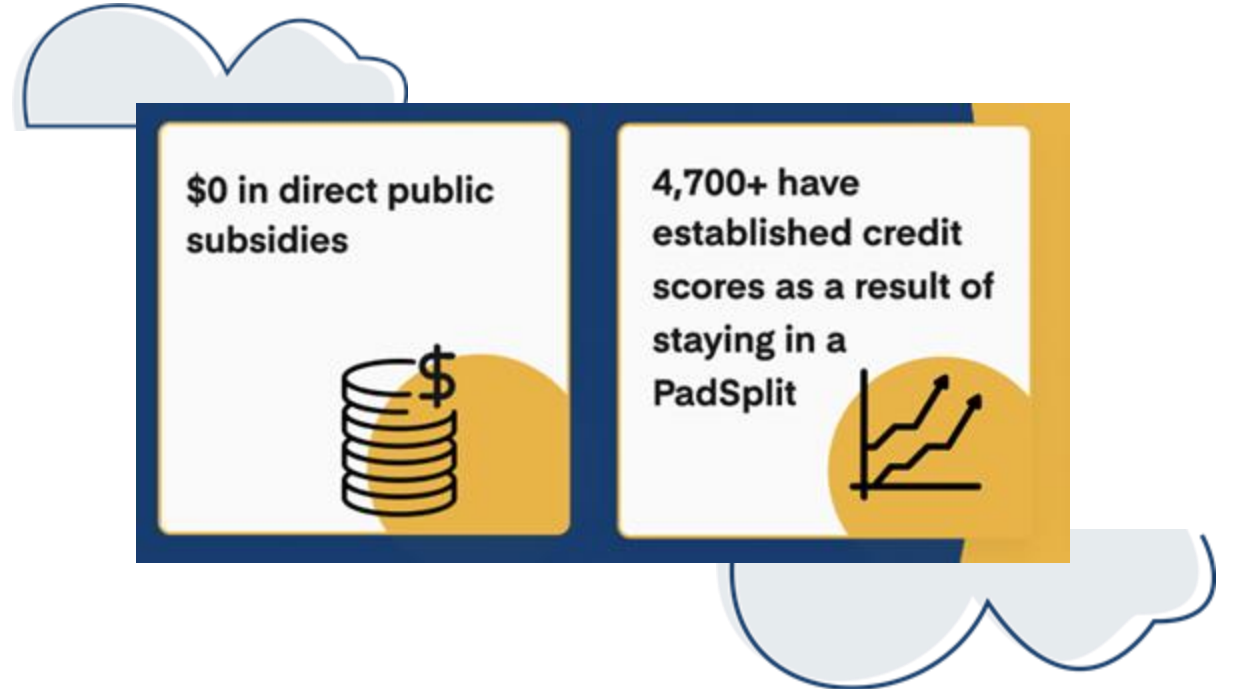 $0 in direct public
subsidies
4,700+ have
established credit
scores as a result of
staying in a
PadSplit